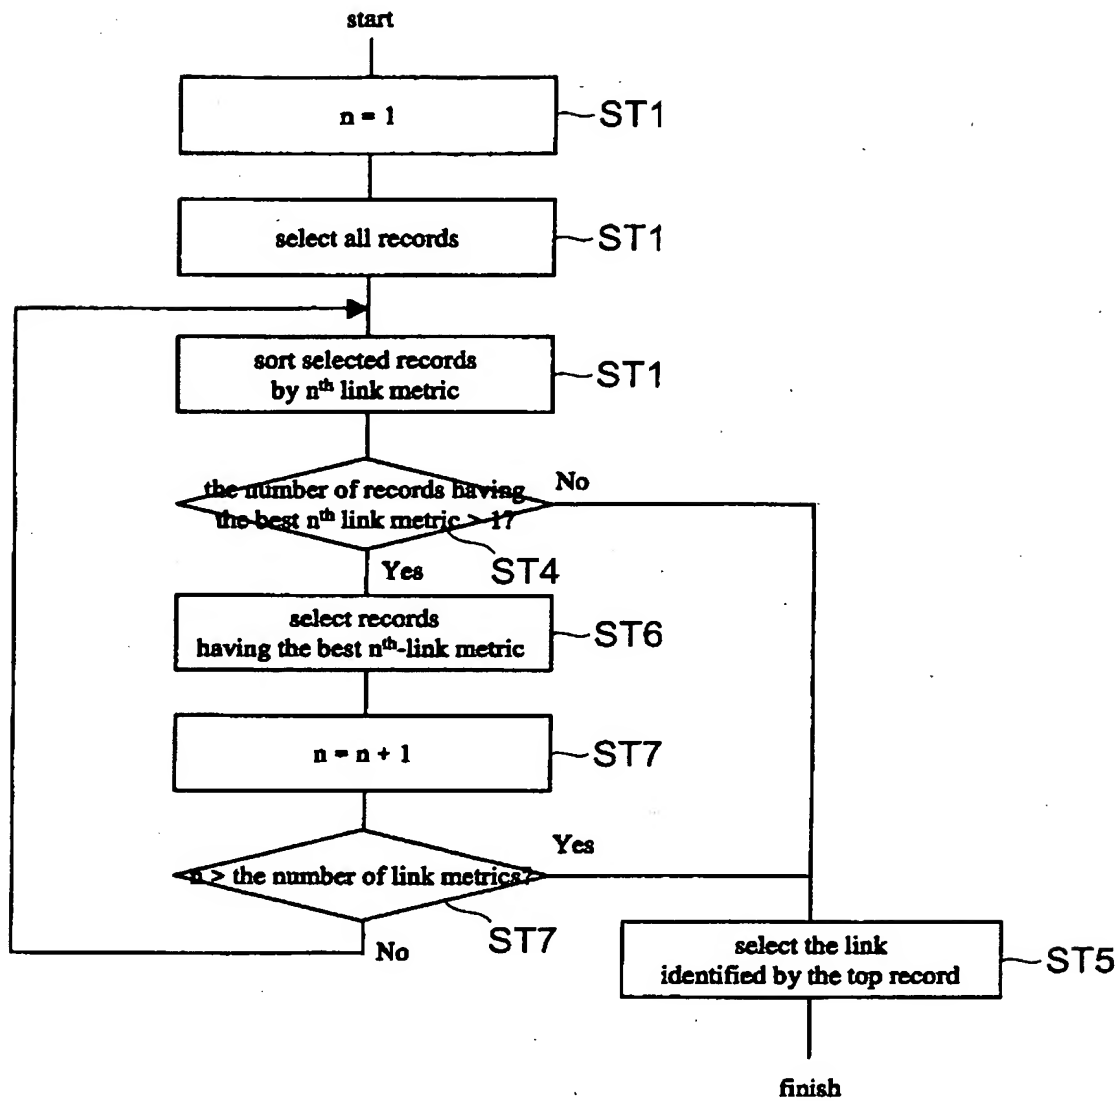 start
n = 1
ST1
select all records
ST1
sort selected records
by nth link metric
ST1
the number of records having
the best nth link metric > 1?
No
ST4
Yes
select records
having the best nth-link metric
ST6
n = n + 1
ST7
n > the number of link metrics?
Yes
ST7
No
select the link
identified by the top record
ST5
finish